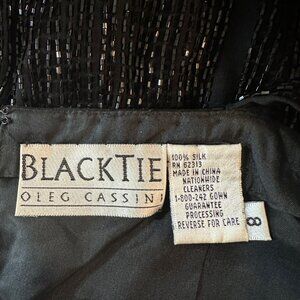 BLACKTIE
OLEG CASSINI
100% SILK
RN 62313
MADE IN CHINA
NATIONWIDE
CLEANERS
1-800-242 GOWN
GUARANTEE
PROCESSING
REVERSE FOR CARE
8